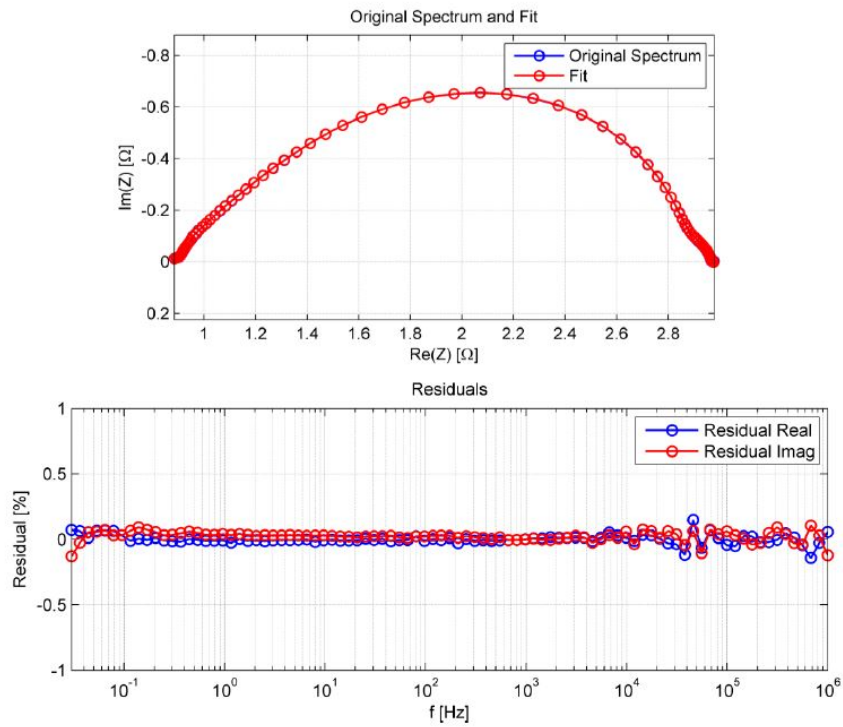 Original Spectrum and Fit
Original Spectrum
Fit
-0.8
-0.6
-0.4
-0.2
0
0.2
Im(Z) [Ω]
1 1.2 1.4 1.6 1.8 2 2.2 2.4 2.6 2.8
Re(Z) [Ω]
Residuals
Residual Real
Residual Imag
1
0.5
0
-0.5
-1
Residual [%]
10⁻¹ 10⁰ 10¹ 10² 10³ 10⁴ 10⁵ 10⁶
f [Hz]